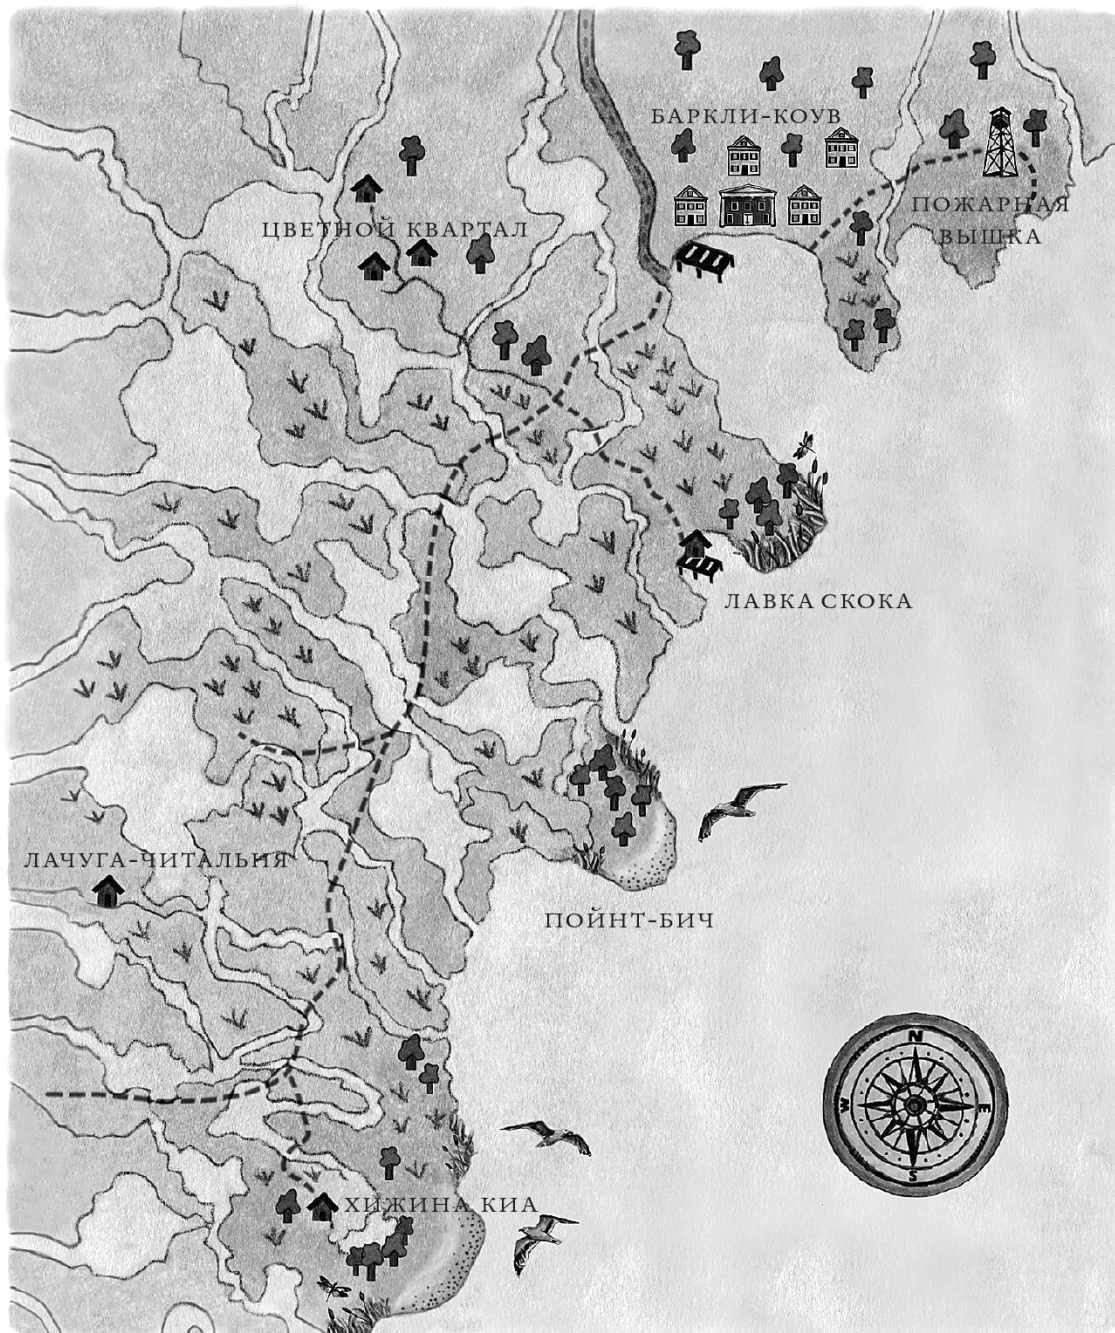 БАРКЛИ-КОУВ
ПОЖАРНАЯ
ВЫШКА
ЦВЕТНОЙ КВАРТАЛ
ЛАВКА СКОКА
ЛАЧУГА-ЧИТАЛЬНЯ
ПОЙНТ-БИЧ
N
W
E
S
ХИЖИНА КИА